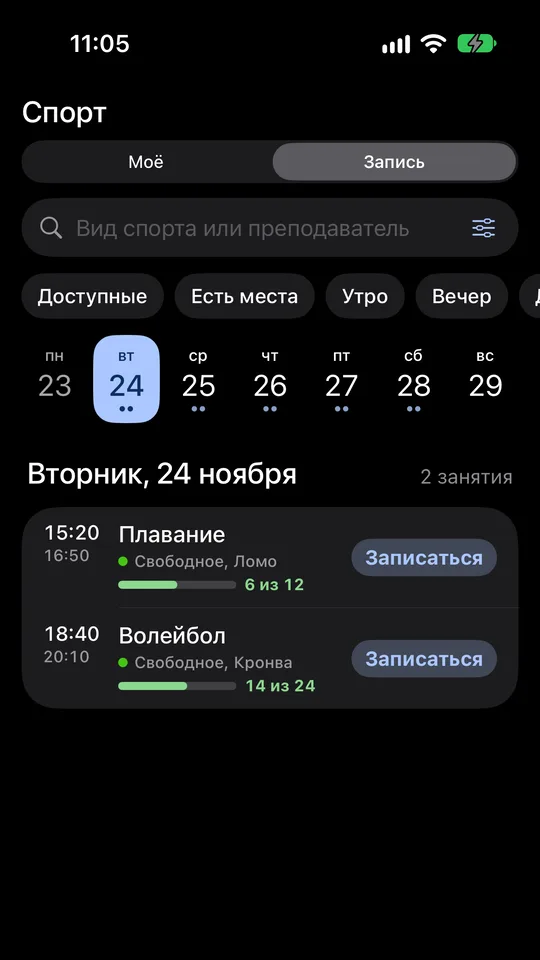 11:05
Спорт
Моё
Запись
Вид спорта или преподаватель
Доступные
Есть места
Утро
Вечер
пн вт ср чт пт сб вс
23 24 25 26 27 28 29
Вторник, 24 ноября
2 занятия
15:20 Плавание
16:50 Свободное, Ломо
6 из 12
Записаться
18:40 Волейбол
20:10 Свободное, Кронва
14 из 24
Записаться